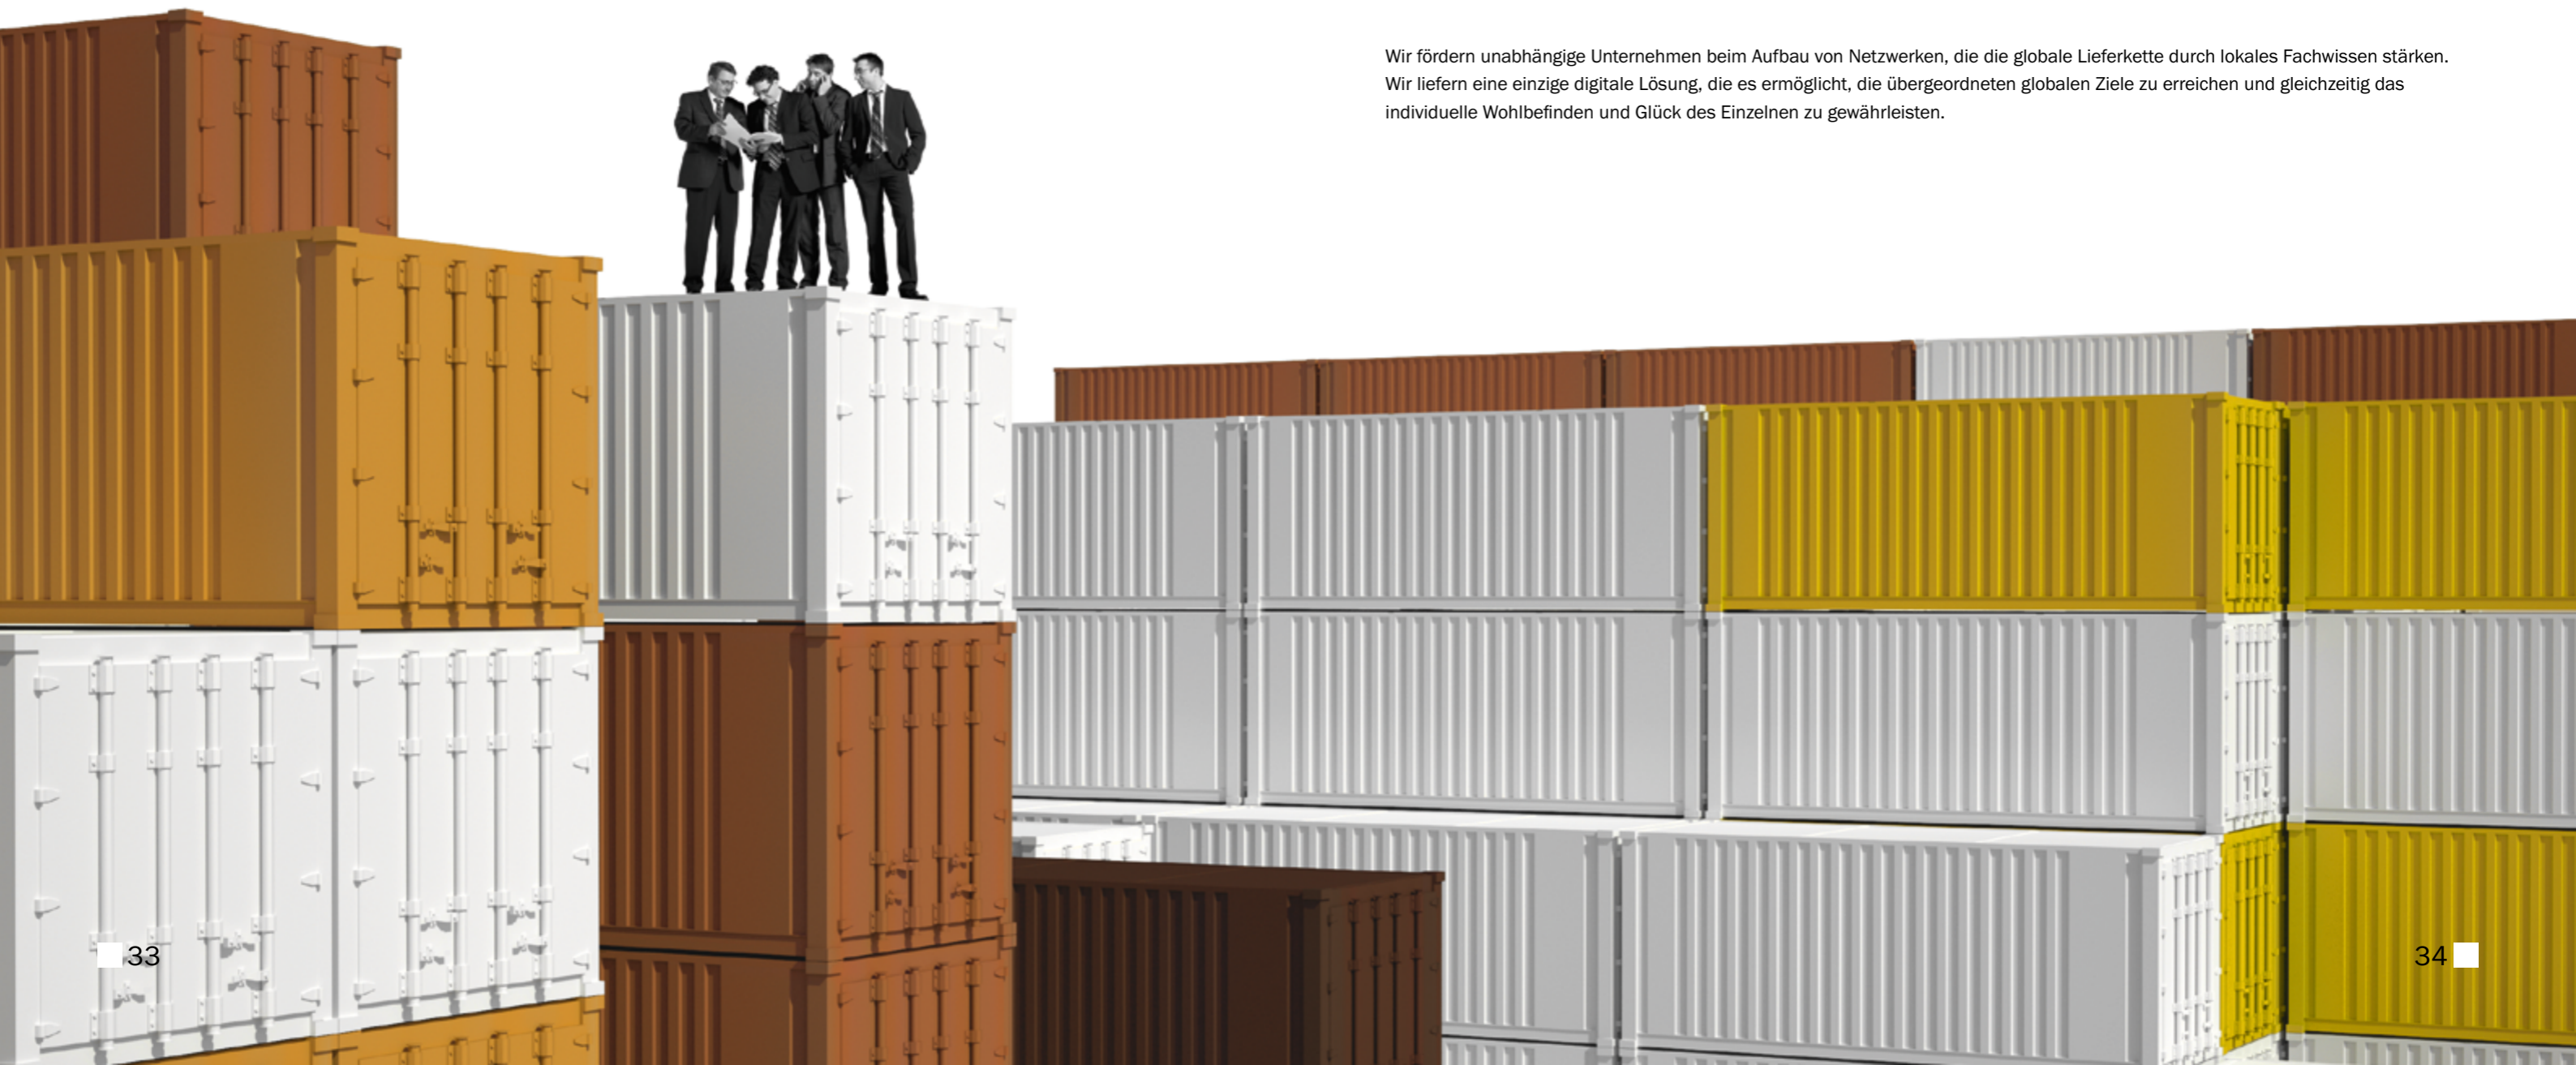 Wir fördern unabhängige Unternehmen beim Aufbau von Netzwerken, die die globale Lieferkette durch lokales Fachwissen stärken.
Wir liefern eine einzige digitale Lösung, die es ermöglicht, die übergeordneten globalen Ziele zu erreichen und gleichzeitig das
individuelle Wohlbefinden und Glück des Einzelnen zu gewährleisten.
33
34